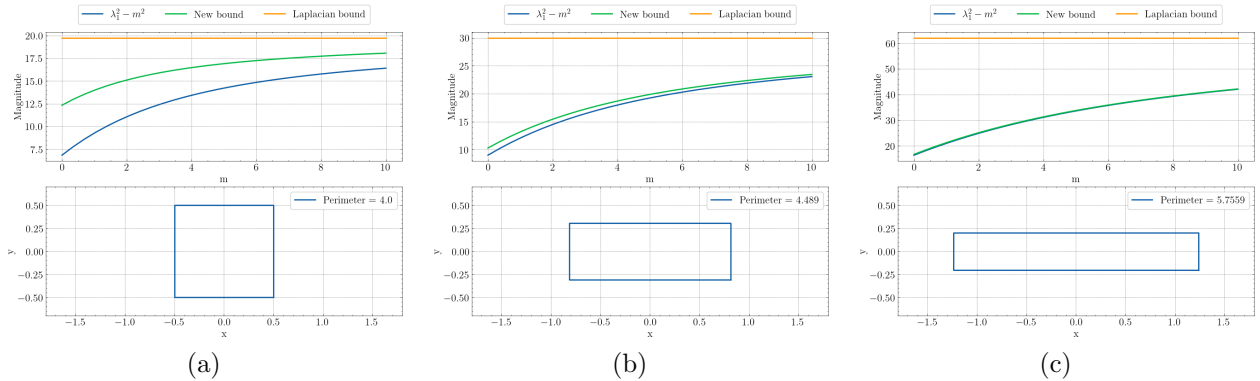 λ₁² − m² New bound Laplacian bound
20.0
17.5
15.0
12.5
10.0
7.5
Magnitude
0 2 4 6 8 10
m
Perimeter = 4.0
0.50
0.25
0.00
−0.25
−0.50
y
−1.5 −1.0 −0.5 0.0 0.5 1.0 1.5
x
(a)
λ₁² − m² New bound Laplacian bound
30
25
20
15
10
Magnitude
0 2 4 6 8 10
m
Perimeter = 4.489
0.50
0.25
0.00
−0.25
−0.50
y
−1.5 −1.0 −0.5 0.0 0.5 1.0 1.5
x
(b)
λ₁² − m² New bound Laplacian bound
60
50
40
30
20
Magnitude
0 2 4 6 8 10
m
Perimeter = 5.7559
0.50
0.25
0.00
−0.25
−0.50
y
−1.5 −1.0 −0.5 0.0 0.5 1.0 1.5
x
(c)